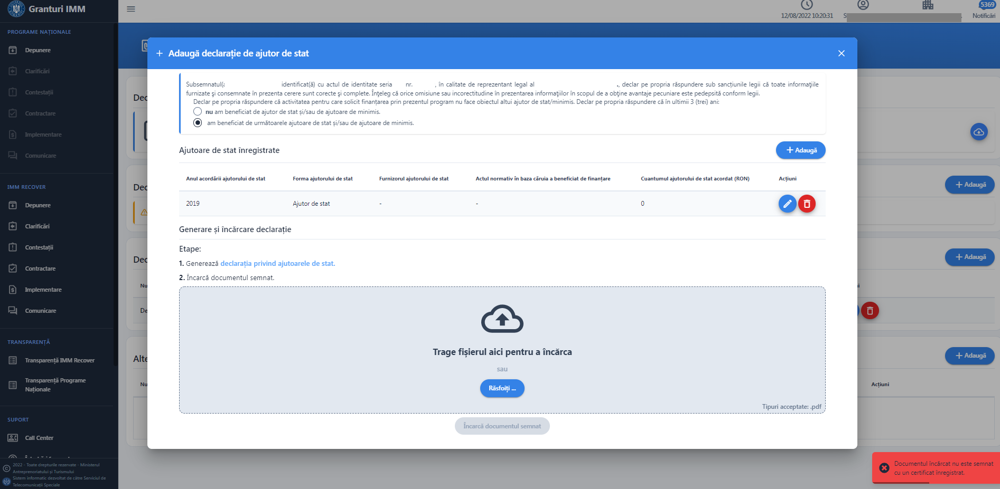 Granturi IMM
12/08/2022 10:20:31
S
5369
Notificări
PROGRAME NAȚIONALE
Depunere
Clarificări
Contestații
Contractare
Implementare
Comunicare
IMM RECOVER
Depunere
Clarificări
Contestații
Contractare
Implementare
Comunicare
TRANSPARENȚĂ
Transparență IMM Recover
Transparență Programe
Naționale
SUPORT
Call Center
2022 - Toate drepturile rezervate - Ministerul
Antreprenoriatului și Turismului
Sistem informatic dezvoltat de către Serviciul de
Telecomunicații Speciale
Adaugă declarație de ajutor de stat
Subsemnatul(a identificat(ă) cu actul de identitate seria nr. , în calitate de reprezentant legal al ., declar pe propria răspundere sub sancțiunile legii că toate informaţiile
furnizate şi consemnate în prezenta cerere sunt corecte şi complete. Înţeleg că orice omisiune sau incorectitudine în prezentarea informaţiilor în scopul de a obţine avantaje pecuniare este pedepsită conform legii.
Declar pe propria răspundere că activitatea pentru care solicit finanțarea prin prezentul program nu face obiectul altui ajutor de stat/minimis. Declar pe propria răspundere că în ultimii 3 (trei) ani:
nu am beneficiat de ajutor de stat și/sau de ajutoare de minimis.
am beneficiat de următoarele ajutoare de stat și/sau de ajutoare de minimis.
Ajutoare de stat înregistrate
Adaugă
Anul acordării ajutorului de stat Forma ajutorului de stat Furnizorul ajutorului de stat Actul normativ în baza căruia a beneficiat de finanțare Cuantumul ajutorului de stat acordat (RON) Acțiuni
2019 Ajutor de stat - - 0
Generare și încărcare declarație
Etape:
1. Generează declarația privind ajutoarele de stat.
2. Încarcă documentul semnat.
Trage fișierul aici pentru a încărca
sau
Răsfoiți ...
Tipuri acceptate: .pdf
Încarcă documentul semnat
Dec
Dec
Adaugă
Dec
Adaugă
Nu
i
De
Alte
Adaugă
Nu
Acțiuni
Documentul încărcat nu este semnat
cu un certificat înregistrat.